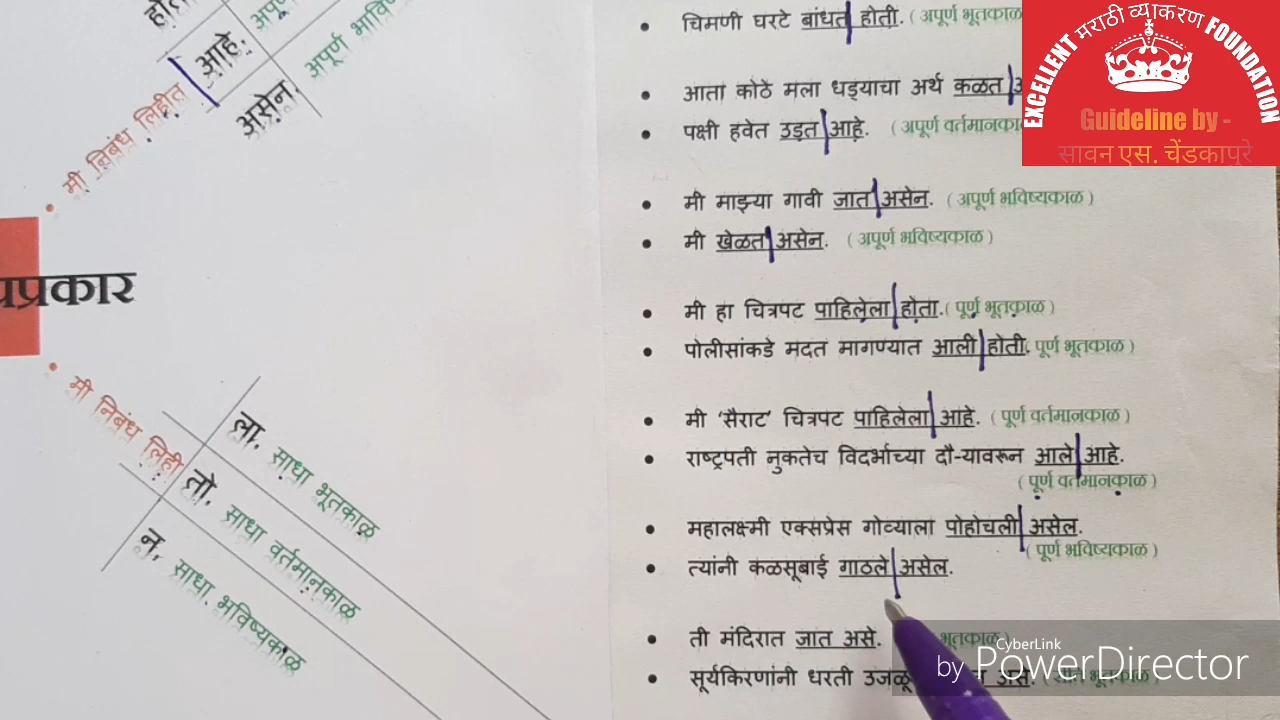 आहे.
असेन.
अपूर्ण
मी निबंध लिहीत
प्रकार
मी निबंध लिही
ला. साधा भूतकाळ
तो. साधा वर्तमानकाळ
न. साधा भविष्यकाळ
चिमणी घरटे बांधत होती. ( अपूर्ण भूतकाळ
आता कोठे मला धड्याचा अर्थ कळत
पक्षी हवेत उडत आहे. ( अपूर्ण वर्तमानका
मी माझ्या गावी जात असेन. ( अपूर्ण भविष्यकाळ )
मी खेळत असेन. ( अपूर्ण भविष्यकाळ )
मी हा चित्रपट पाहिलेला होता. ( पूर्ण भूतकाळ )
पोलीसांकडे मदत मागण्यात आली होती. पूर्ण भूतकाळ )
मी ‘सैराट’ चित्रपट पाहिलेला आहे. ( पूर्ण वर्तमानकाळ )
राष्ट्रपती नुकतेच विदर्भाच्या दौ-यावरून आले आहे.
( पूर्ण वर्तमानकाळ )
महालक्ष्मी एक्सप्रेस गोव्याला पोहोचली असेल.
( पूर्ण भविष्यकाळ )
त्यांनी कळसूबाई गाठले असेल.
ती मंदिरात जात असे. भूतकाळ )
सूर्यकिरणांनी धरती उजळू असे.
EXCELLENT मराठी व्याकरण FOUNDATION
Guideline by -
सावन एस. चेंडकापूरे
CyberLink
by PowerDirector